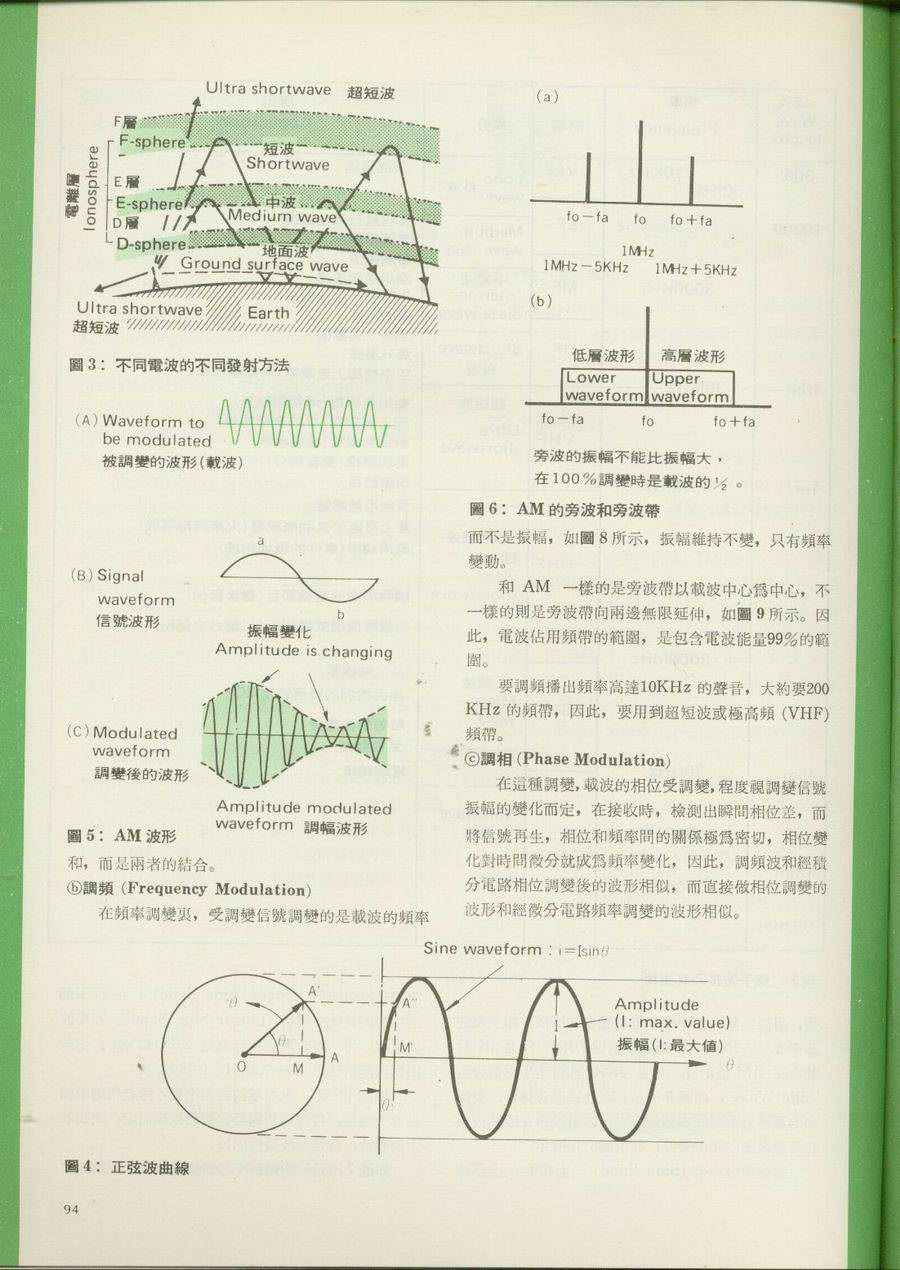 Ultra shortwave 超短波
F層
F-sphere
短波
Shortwave
電離層
Ionosphere
E層
E-sphere
中波
Medium wave
D層
D-sphere
地面波
Ground surface wave
Ultra shortwave
超短波
Earth
圖3：不同電波的不同發射方法
(A) Waveform to
be modulated
被調變的波形(載波)
(B) Signal
waveform
信號波形
a
b
振幅變化
Amplitude is changing
(C) Modulated
waveform
調變後的波形
Amplitude modulated
waveform 調幅波形
圖5：AM 波形
和，而是兩者的結合。
ⓑ調頻 (Frequency Modulation)
在頻率調變裏，受調變信號調變的是載波的頻率
(a)
fo－fa fo fo＋fa
1MHz
1MHz－5KHz 1MHz＋5KHz
(b)
低層波形 高層波形
Lower
waveform
Upper
waveform
fo－fa fo fo＋fa
旁波的振幅不能比振幅大，
在100％調變時是載波的½。
圖6：AM 的旁波和旁波帶
而不是振幅，如圖8所示，振幅維持不變，只有頻率
變動。
和 AM 一樣的是旁波帶以載波中心爲中心，不
一樣的則是旁波帶向兩邊無限延伸，如圖9所示。因
此，電波佔用頻帶的範圍，是包含電波能量99%的範
圍。
要調頻播出頻率高達10KHz 的聲音，大約要200
KHz 的頻帶，因此，要用到超短波或極高頻 (VHF)
頻帶。
ⓒ調相 (Phase Modulation)
在這種調變，載波的相位受調變，程度視調變信號
振幅的變化而定，在接收時，檢測出瞬間相位差，而
將信號再生，相位和頻率間的關係極爲密切，相位變
化對時間微分就成爲頻率變化，因此，調頻波和經積
分電路相位調變後的波形相似，而直接做相位調變的
波形和經微分電路頻率調變的波形相似。
Sine waveform：i＝Isinθ
θ
A'
θ
O
M
A
A''
M'
θ
I
Amplitude
(I: max. value)
振幅(I:最大値)
θ
圖4：正弦波曲線
94